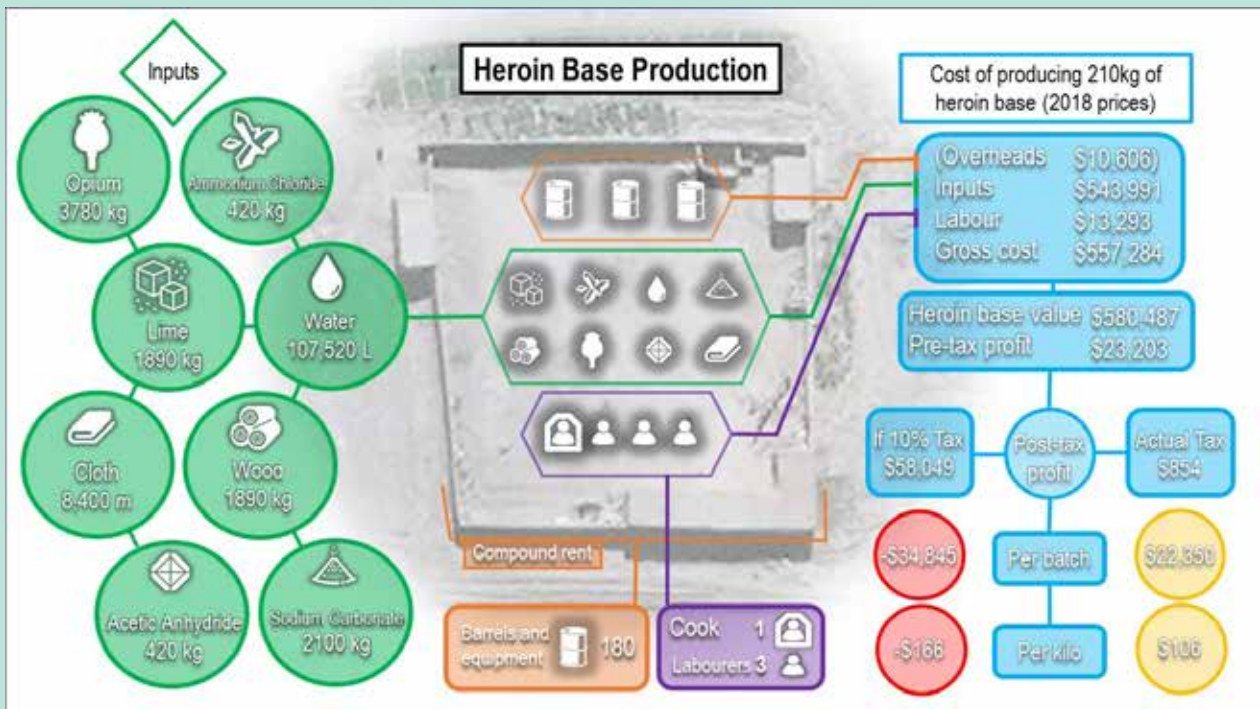 Inputs
Opium
3780 kg
Ammonium Chloride
420 kg
Lime
1890 kg
Water
107,520 L
Cloth
8,400 m
Wood
1890 kg
Acetic Anhydride
420 kg
Sodium Carbonate
2100 kg
Heroin Base Production
Compound rent
Barrels and
equipment
180
Cook 1
Labourers 3
Cost of producing 210kg of
heroin base (2018 prices)
(Overheads $10,606)
Inputs $543,991
Labour $13,293
Gross cost $557,284
Heroin base value $580,487
Pre-tax profit $23,203
If 10% Tax
$58,049
Post-tax
profit
Actual Tax
$854
-$34,845
Per batch
$22,350
-$166
Per kilo
$106